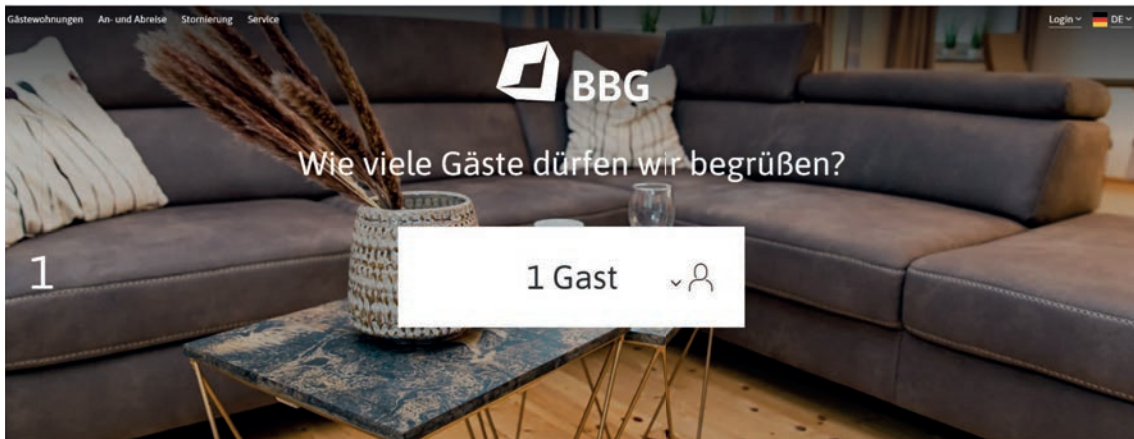 Gästewohnungen An- und Abreise Stornierung Service Login DE
BBG
Wie viele Gäste dürfen wir begrüßen?
1
1 Gast